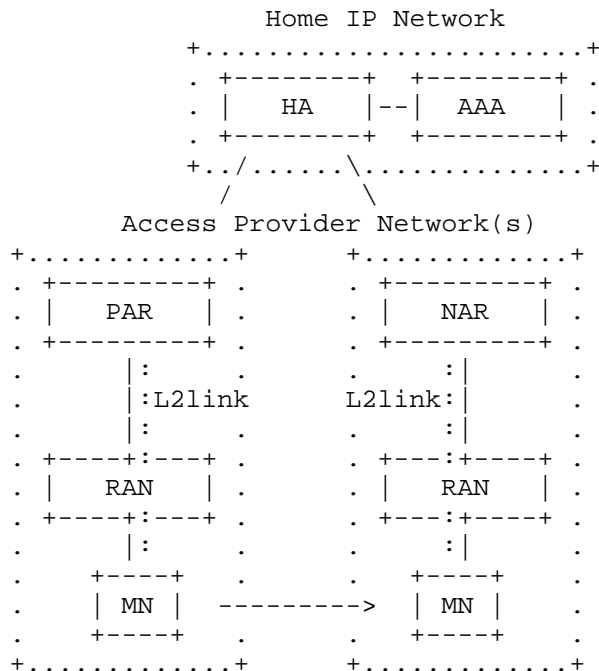 Home IP Network
HA -- AAA
Access Provider Network(s)
PAR NAR
L2link L2link
RAN RAN
MN MN